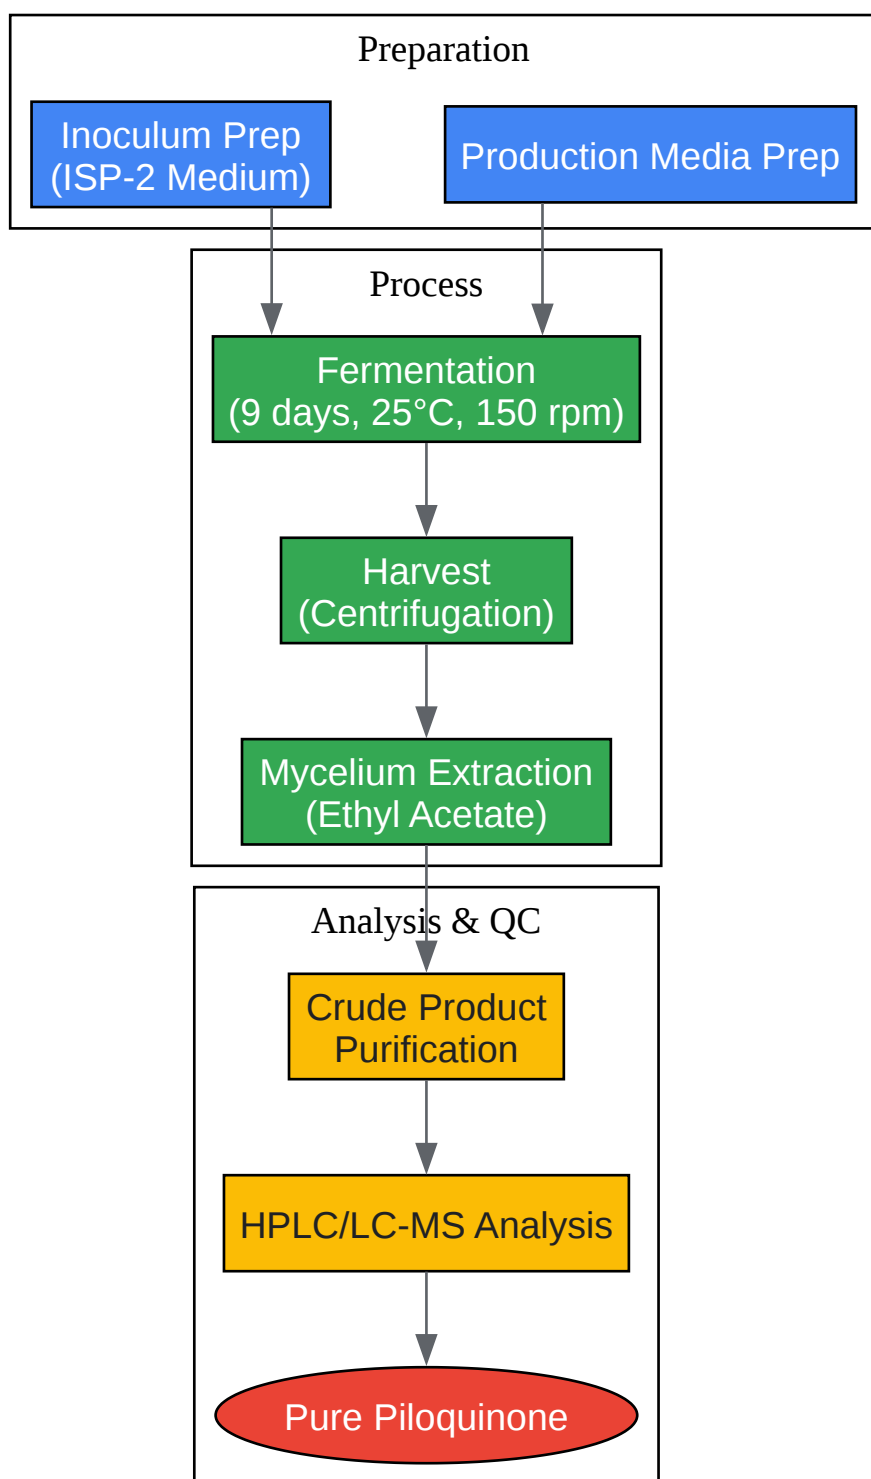 Preparation
Inoculum Prep
(ISP-2 Medium)
Production Media Prep
Process
Fermentation
(9 days, 25°C, 150 rpm)
Harvest
(Centrifugation)
Mycelium Extraction
(Ethyl Acetate)
Analysis & QC
Crude Product
Purification
HPLC/LC-MS Analysis
Pure Piloquinone